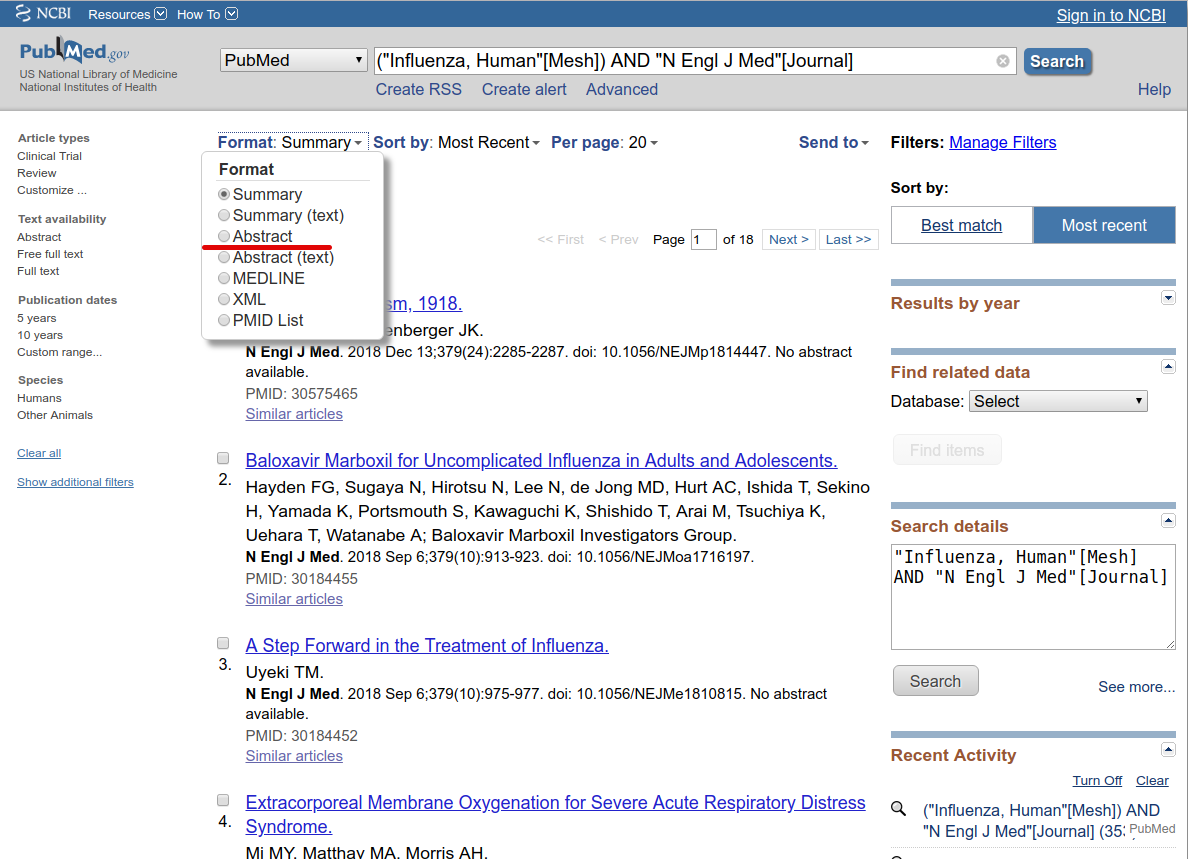 NCBI Resources How To Sign in to NCBI
PubMed.gov
US National Library of Medicine
National Institutes of Health
PubMed ("Influenza, Human"[Mesh]) AND "N Engl J Med"[Journal] Search
Create RSS Create alert Advanced Help
Article types
Clinical Trial
Review
Customize ...
Text availability
Abstract
Free full text
Full text
Publication dates
5 years
10 years
Custom range...
Species
Humans
Other Animals
Clear all
Show additional filters
Format: Summary Sort by: Most Recent Per page: 20 Send to
Format
Summary
Summary (text)
Abstract
Abstract (text)
MEDLINE
XML
PMID List
<< First < Prev Page 1 of 18 Next > Last >>
sm, 1918.
enberger JK.
N Engl J Med. 2018 Dec 13;379(24):2285-2287. doi: 10.1056/NEJMp1814447. No abstract
available.
PMID: 30575465
Similar articles
Baloxavir Marboxil for Uncomplicated Influenza in Adults and Adolescents.
2. Hayden FG, Sugaya N, Hirotsu N, Lee N, de Jong MD, Hurt AC, Ishida T, Sekino
H, Yamada K, Portsmouth S, Kawaguchi K, Shishido T, Arai M, Tsuchiya K,
Uehara T, Watanabe A; Baloxavir Marboxil Investigators Group.
N Engl J Med. 2018 Sep 6;379(10):913-923. doi: 10.1056/NEJMoa1716197.
PMID: 30184455
Similar articles
A Step Forward in the Treatment of Influenza.
3. Uyeki TM.
N Engl J Med. 2018 Sep 6;379(10):975-977. doi: 10.1056/NEJMe1810815. No abstract
available.
PMID: 30184452
Similar articles
Extracorporeal Membrane Oxygenation for Severe Acute Respiratory Distress
4. Syndrome.
Mi MY, Matthay MA, Morris AH.
Filters: Manage Filters
Sort by:
Best match Most recent
Results by year
Find related data
Database: Select
Find items
Search details
"Influenza, Human"[Mesh]
AND "N Engl J Med"[Journal]
Search See more...
Recent Activity
Turn Off Clear
("Influenza, Human"[Mesh]) AND
"N Engl J Med"[Journal] (353 PubMed